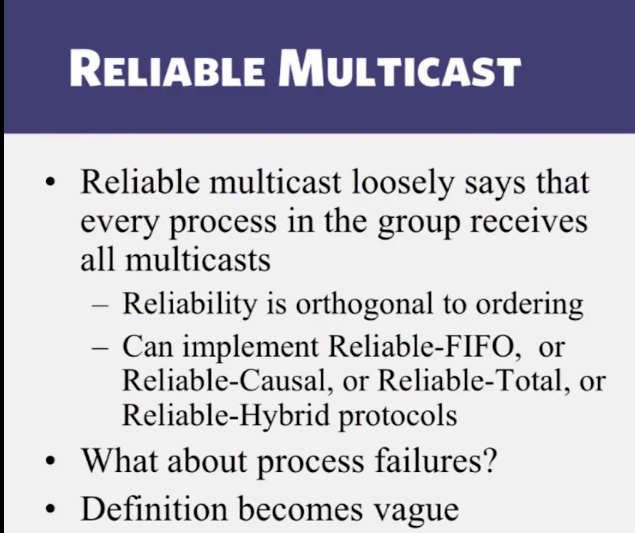 RELIABLE MULTICAST
• Reliable multicast loosely says that
every process in the group receives
all multicasts
– Reliability is orthogonal to ordering
– Can implement Reliable-FIFO, or
Reliable-Causal, or Reliable-Total, or
Reliable-Hybrid protocols
• What about process failures?
• Definition becomes vague